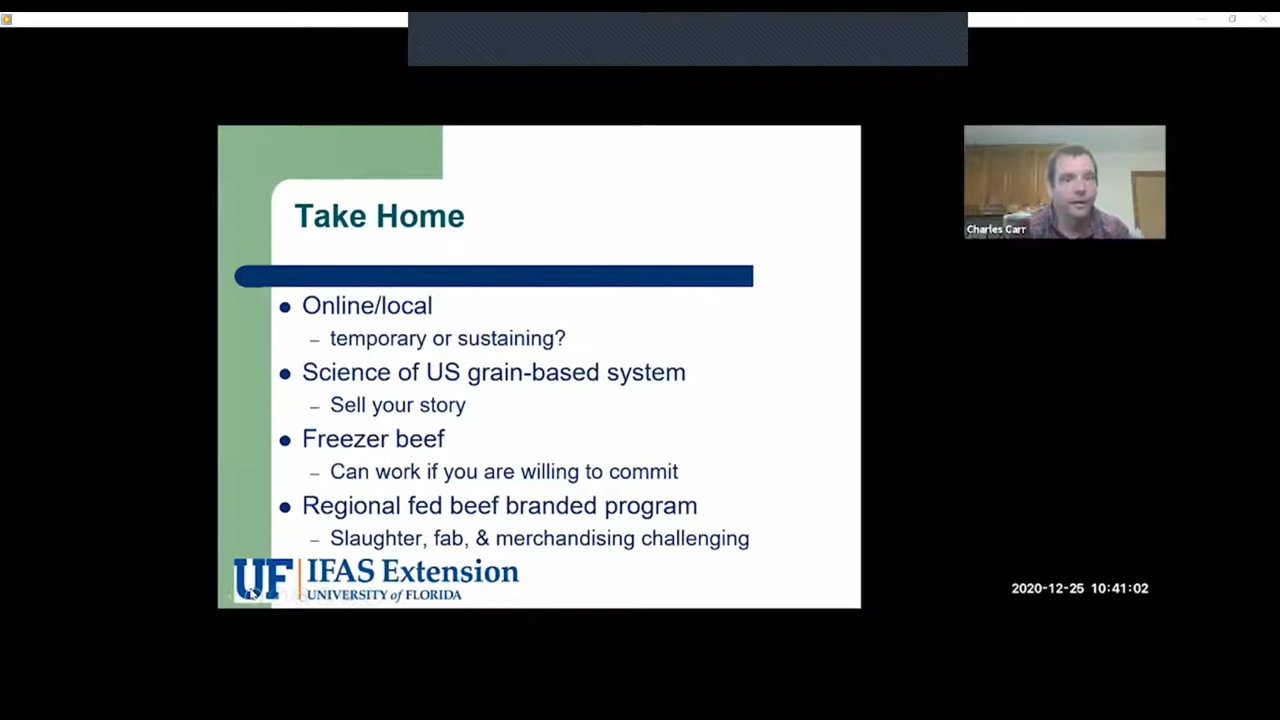 Take Home
Charles Carr
Online/local
– temporary or sustaining?
Science of US grain-based system
– Sell your story
Freezer beef
– Can work if you are willing to commit
Regional fed beef branded program
– Slaughter, fab, & merchandising challenging
UF IFAS Extension
UNIVERSITY of FLORIDA
2020-12-25 10:41:02